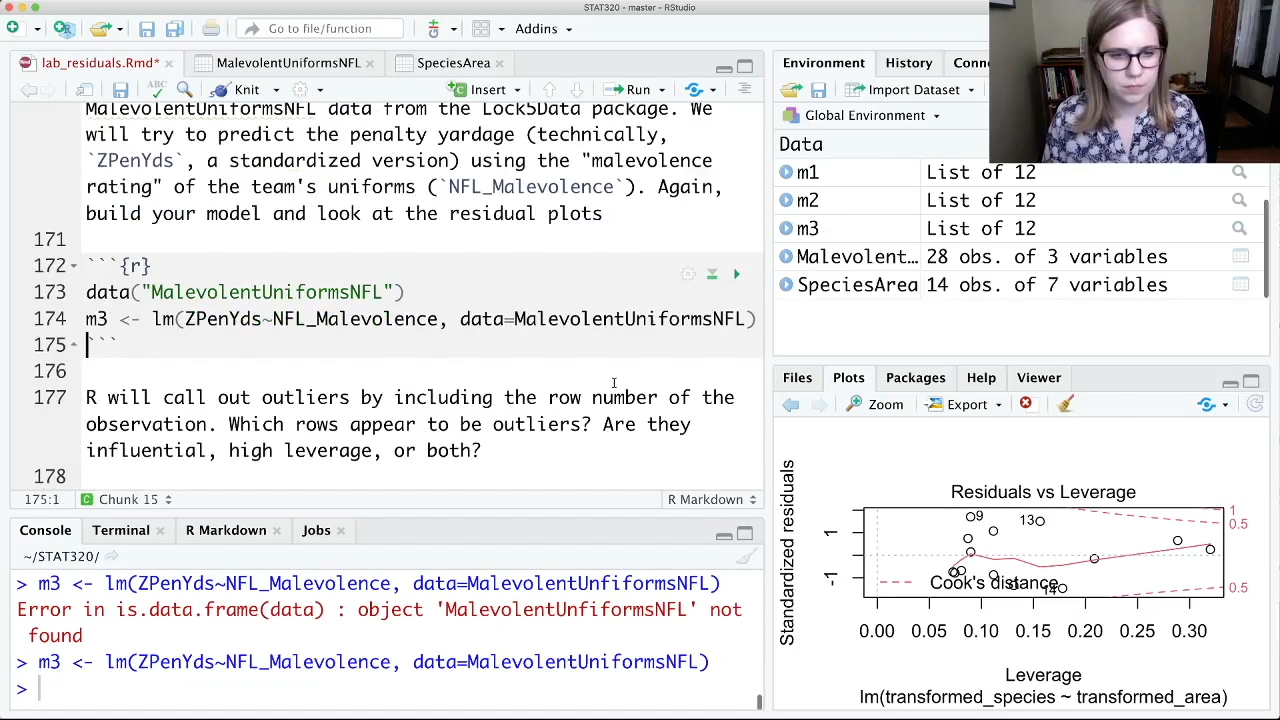 STAT320 - master - RStudio
Go to file/function
Addins
lab_residuals.Rmd*
MalevolentUniformsNFL
SpeciesArea
ABC
Knit
Insert
Run
MalevolentUniformsNFL data from the Lock5Data package. We
will try to predict the penalty yardage (technically,
`ZPenYds`, a standardized version) using the "malevolence
rating" of the team's uniforms (`NFL_Malevolence`). Again,
build your model and look at the residual plots
171
172 ```{r}
173 data("MalevolentUniformsNFL")
174 m3 <- lm(ZPenYds~NFL_Malevolence, data=MalevolentUniformsNFL)
175 ```
176
177 R will call out outliers by including the row number of the
observation. Which rows appear to be outliers? Are they
influential, high leverage, or both?
178
175:1 C Chunk 15
R Markdown
Console
Terminal
R Markdown
Jobs
~/STAT320/
> m3 <- lm(ZPenYds~NFL_Malevolence, data=MalevolentUnfiformsNFL)
Error in is.data.frame(data) : object 'MalevolentUnfiformsNFL' not
found
> m3 <- lm(ZPenYds~NFL_Malevolence, data=MalevolentUniformsNFL)
>
Environment
History
Conn
Import Dataset
Global Environment
Data
m1 List of 12
m2 List of 12
m3 List of 12
Malevolent… 28 obs. of 3 variables
SpeciesArea 14 obs. of 7 variables
Files
Plots
Packages
Help
Viewer
Zoom
Export
Residuals vs Leverage
Standardized residuals
1
-1
9
13
14
Cook's distance
1
0.5
0.5
0.00 0.05 0.10 0.15 0.20 0.25 0.30
Leverage
lm(transformed_species ~ transformed_area)